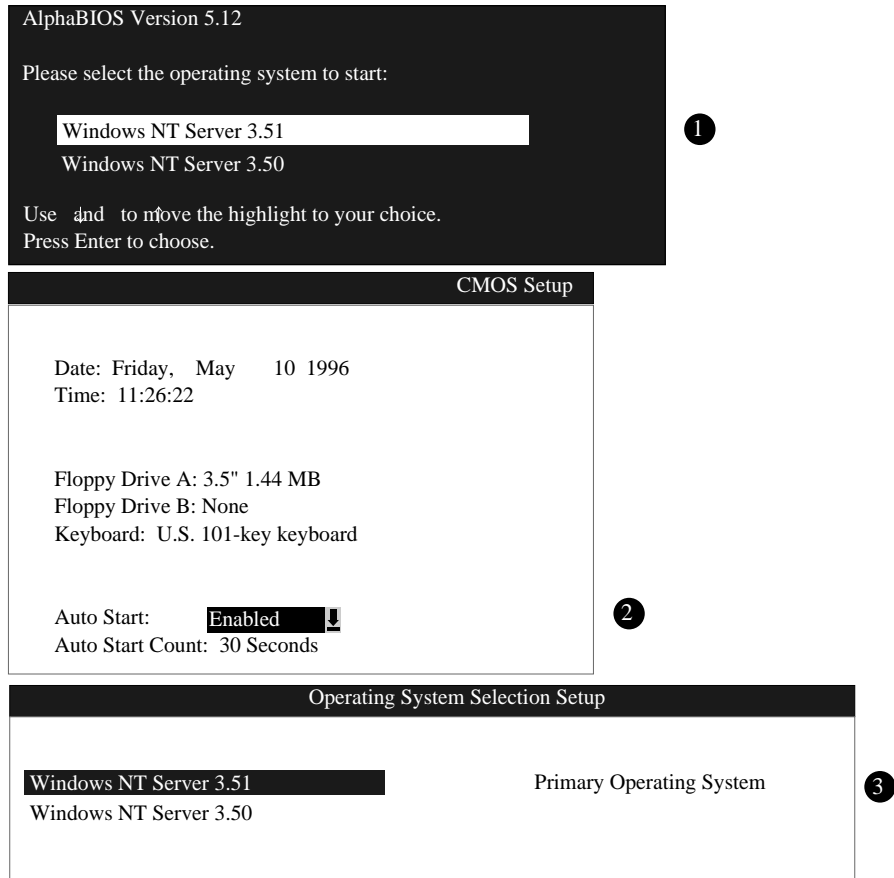 AlphaBIOS Version 5.12
Please select the operating system to start:
Windows NT Server 3.51
1
Windows NT Server 3.50
Use ↓and to m↑ove the highlight to your choice.
Press Enter to choose.
CMOS Setup
Date: Friday, May 10 1996
Time: 11:26:22
Floppy Drive A: 3.5" 1.44 MB
Floppy Drive B: None
Keyboard: U.S. 101-key keyboard
Auto Start: Enabled
2
Auto Start Count: 30 Seconds
Operating System Selection Setup
Windows NT Server 3.51 Primary Operating System
3
Windows NT Server 3.50